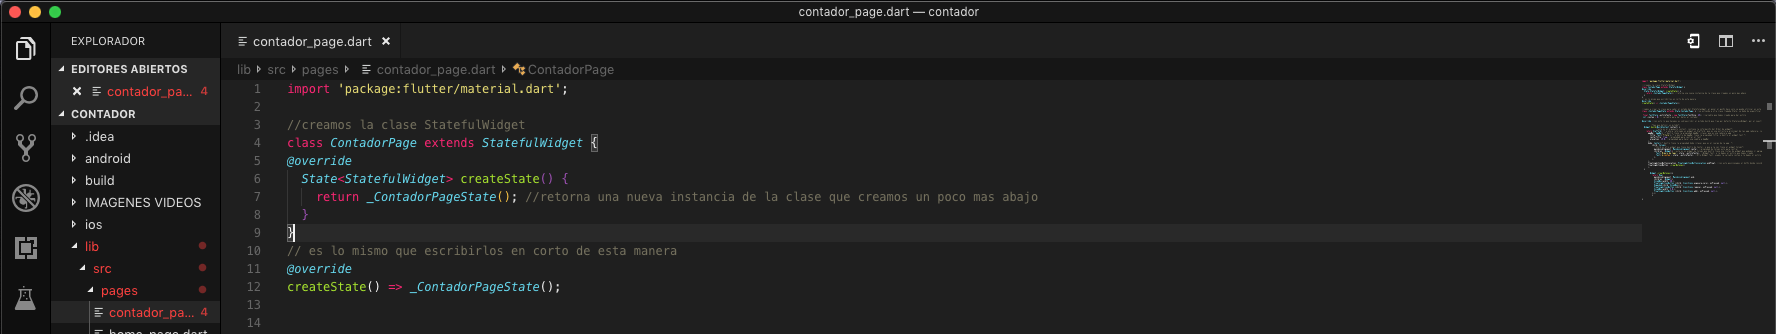 contador_page.dart — contador
EXPLORADOR
EDITORES ABIERTOS
contador_pa... 4
CONTADOR
.idea
android
build
IMAGENES VIDEOS
ios
lib
src
pages
contador_pa... 4
home_page.dart
contador_page.dart
lib src pages contador_page.dart ContadorPage
1 import 'package:flutter/material.dart';
2
3 //creamos la clase StatefulWidget
4 class ContadorPage extends StatefulWidget {
5 @override
6 State<StatefulWidget> createState() {
7 return _ContadorPageState(); //retorna una nueva instancia de la clase que creamos un poco mas abajo
8 }
9 }
10 // es lo mismo que escribirlos en corto de esta manera
11 @override
12 createState() => _ContadorPageState();
13
14